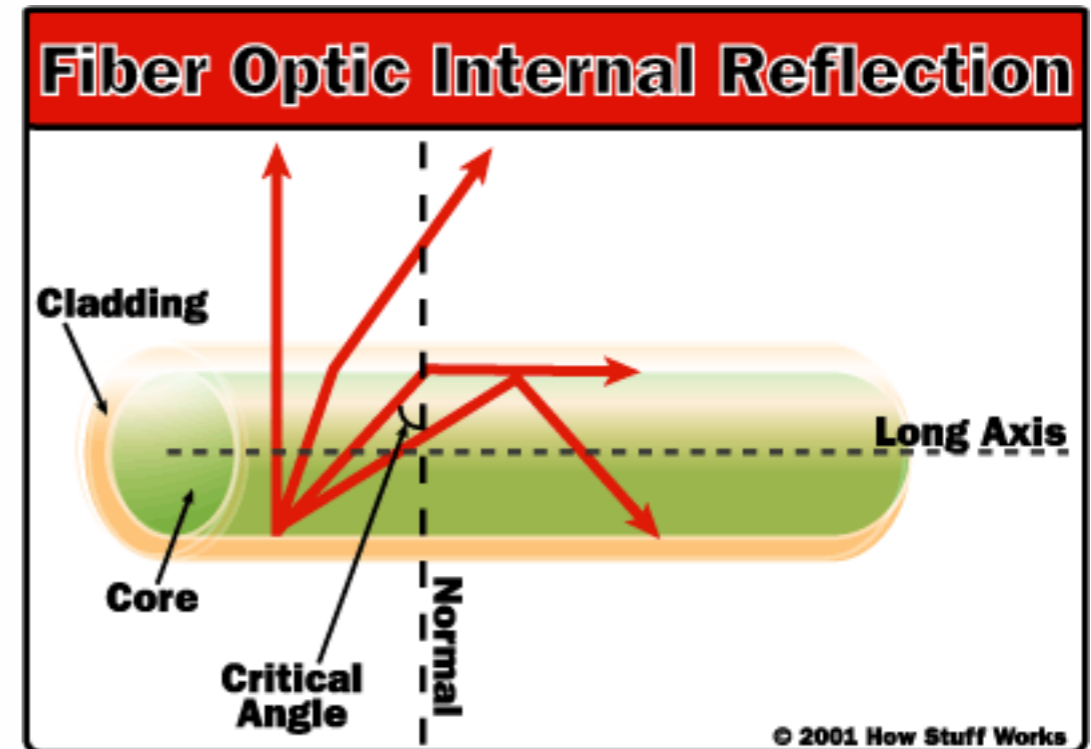 Fiber Optic Internal Reflection
Cladding
Long Axis
Core
Normal
Critical
Angle
© 2001 How Stuff Works